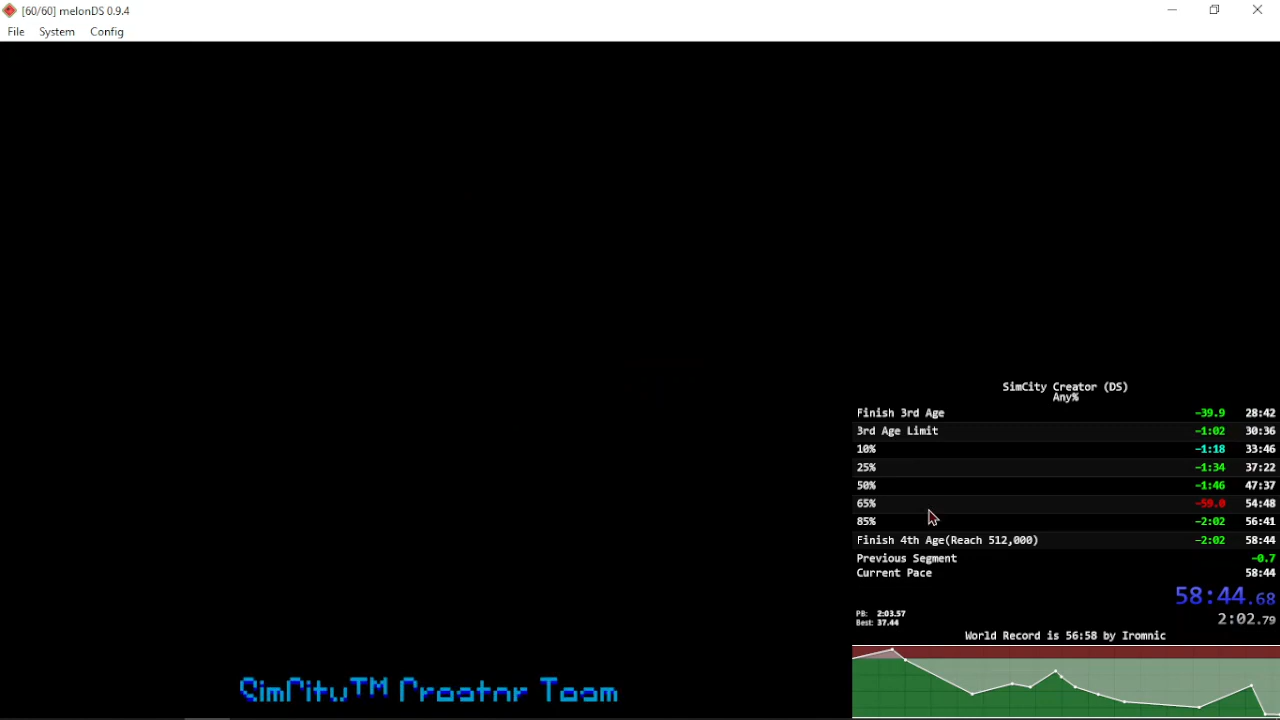 [60/60] melonDS 0.9.4
File System Config
SimCity Creator (DS)
Any%
Finish 3rd Age -39.9 28:42
3rd Age Limit -1:02 30:36
10% -1:18 33:46
25% -1:34 37:22
50% -1:46 47:37
65% -59.0 54:48
85% -2:02 56:41
Finish 4th Age(Reach 512,000) -2:02 58:44
Previous Segment -0.7
Current Pace 58:44
58:44.68
PB: 2:03.57
Best: 37.44
2:02.79
World Record is 56:58 by Iromnic
SimCity™ Creator Team